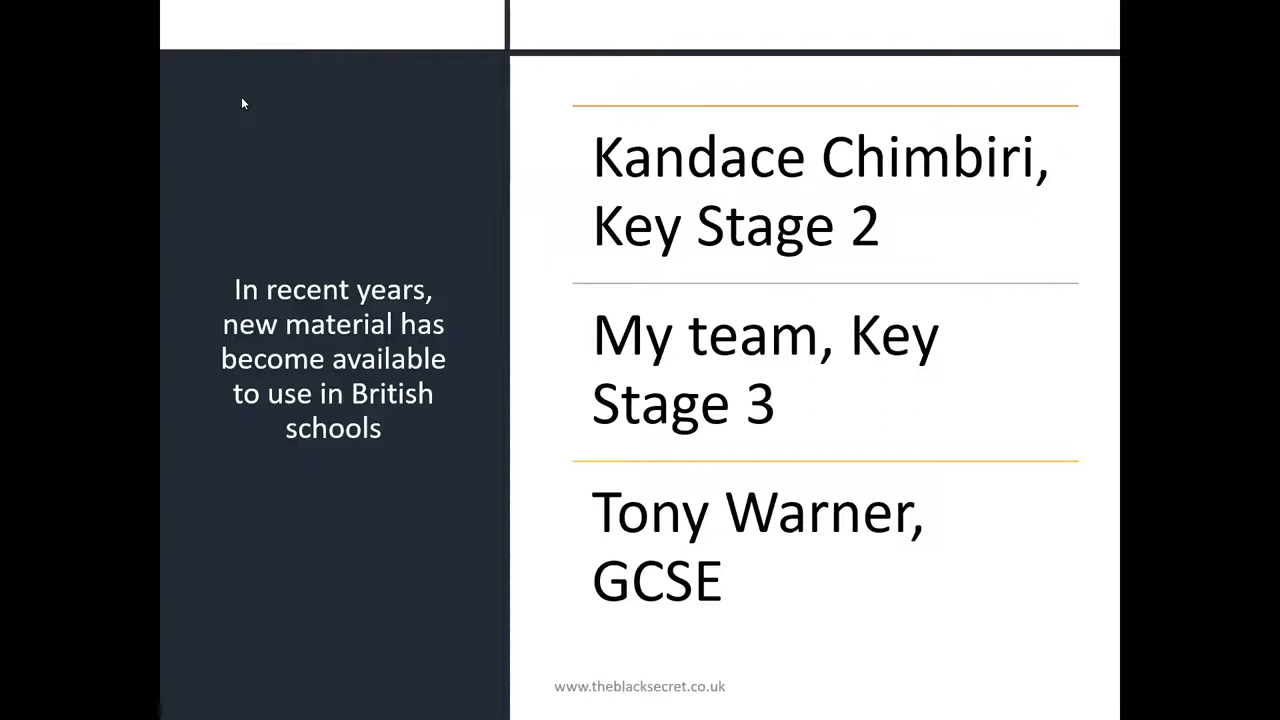 In recent years,
new material has
become available
to use in British
schools
Kandace Chimbiri,
Key Stage 2
My team, Key
Stage 3
Tony Warner,
GCSE
www.theblacksecret.co.uk